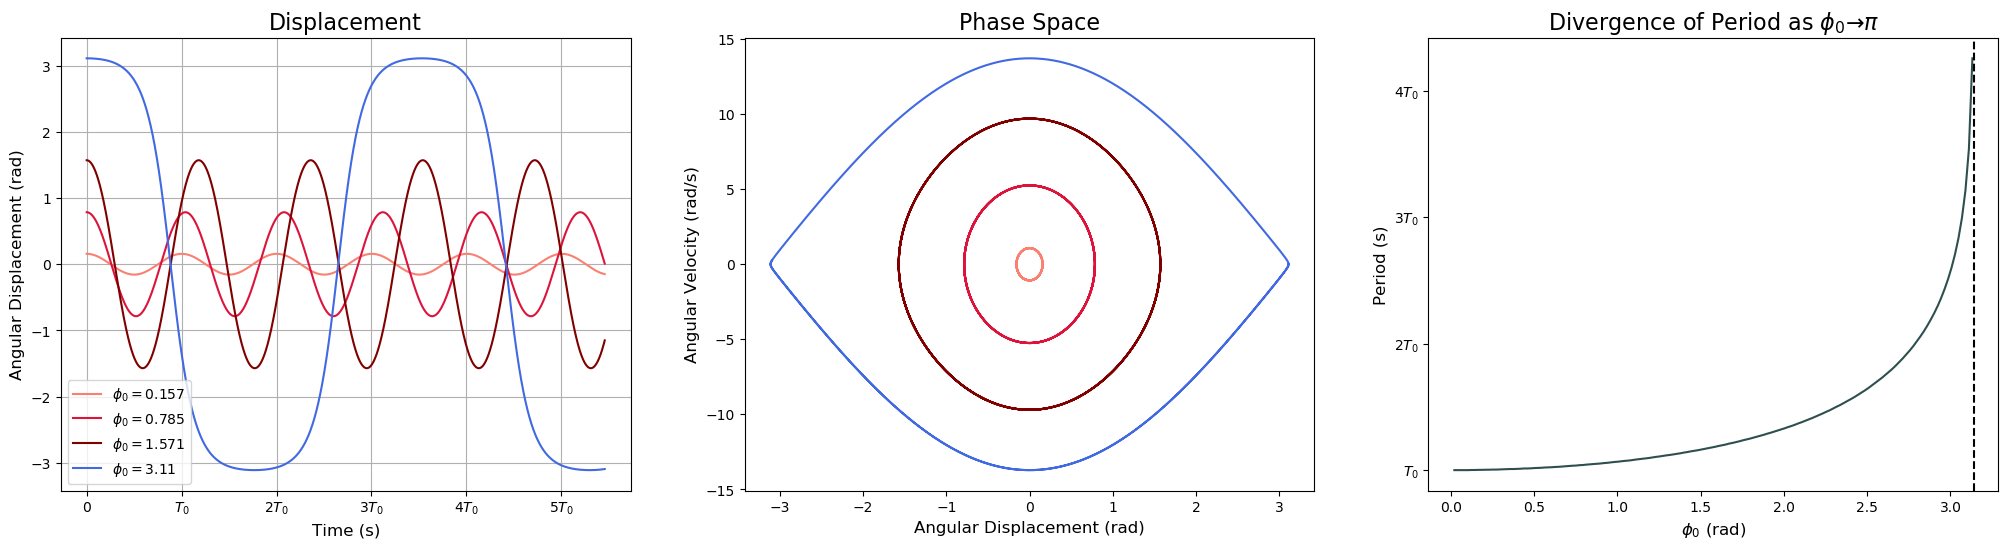 Displacement
Angular Displacement (rad)
3
2
1
0
−1
−2
−3
ϕ₀ = 0.157
ϕ₀ = 0.785
ϕ₀ = 1.571
ϕ₀ = 3.11
0 T₀ 2T₀ 3T₀ 4T₀ 5T₀
Time (s)
Phase Space
Angular Velocity (rad/s)
15
10
5
0
−5
−10
−15
−3 −2 −1 0 1 2 3
Angular Displacement (rad)
Divergence of Period as ϕ₀→π
Period (s)
4T₀
3T₀
2T₀
T₀
0.0 0.5 1.0 1.5 2.0 2.5 3.0
ϕ₀ (rad)